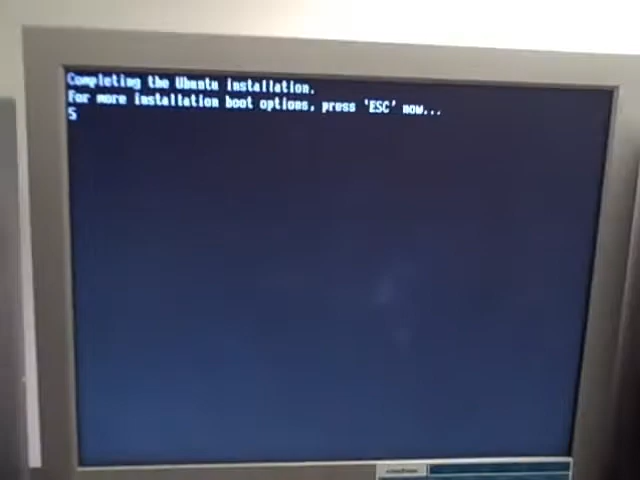 Completing the Ubuntu installation.
For more installation boot options, press 'ESC' now...
5